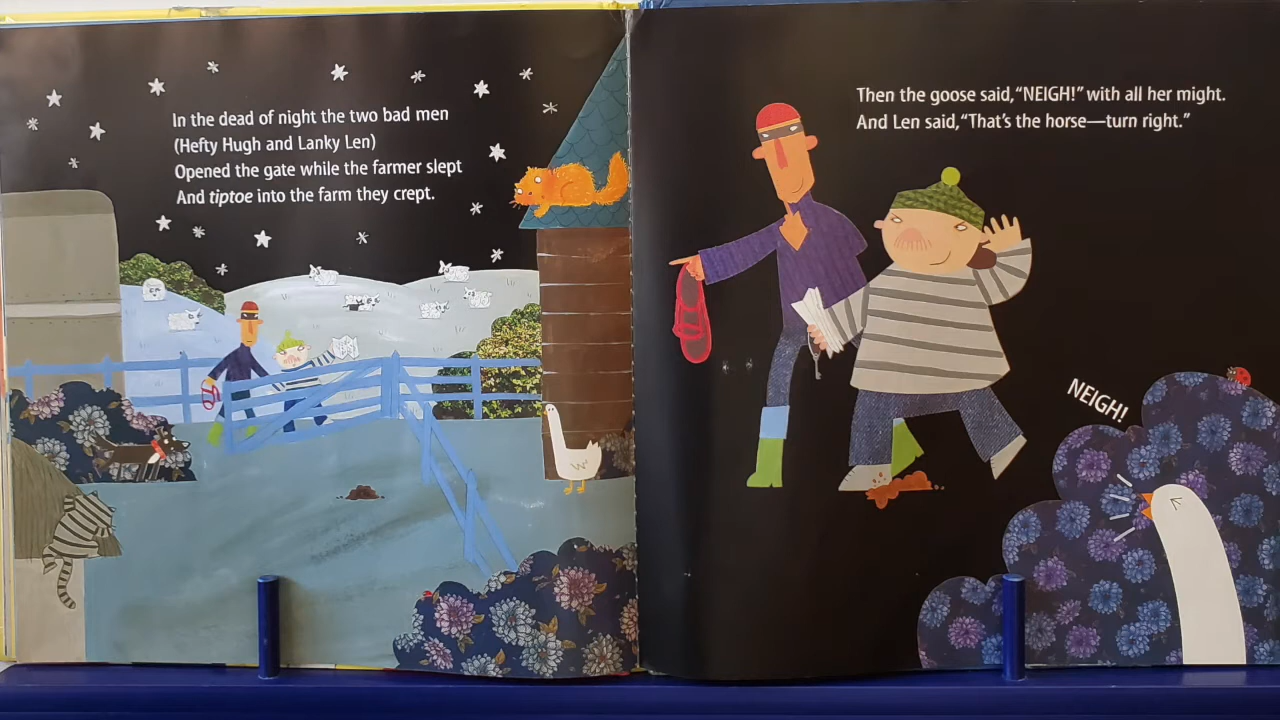 In the dead of night the two bad men
(Hefty Hugh and Lanky Len)
Opened the gate while the farmer slept
And tiptoe into the farm they crept.
Then the goose said, “NEIGH!” with all her might.
And Len said, “That’s the horse—turn right.”
NEIGH!